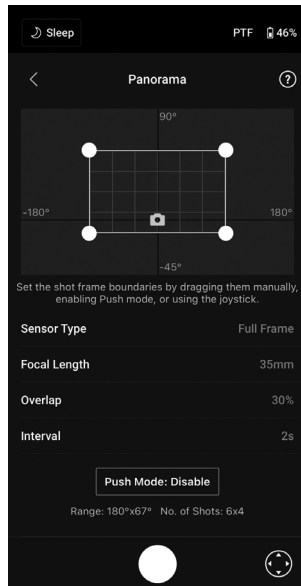 Sleep
PTF 46%
Panorama
?
90°
-180°
180°
-45°
Set the shot frame boundaries by dragging them manually,
enabling Push mode, or using the joystick.
Sensor Type Full Frame
Focal Length 35mm
Overlap 30%
Interval 2s
Push Mode: Disable
Range: 180°x67° No. of Shots: 6x4